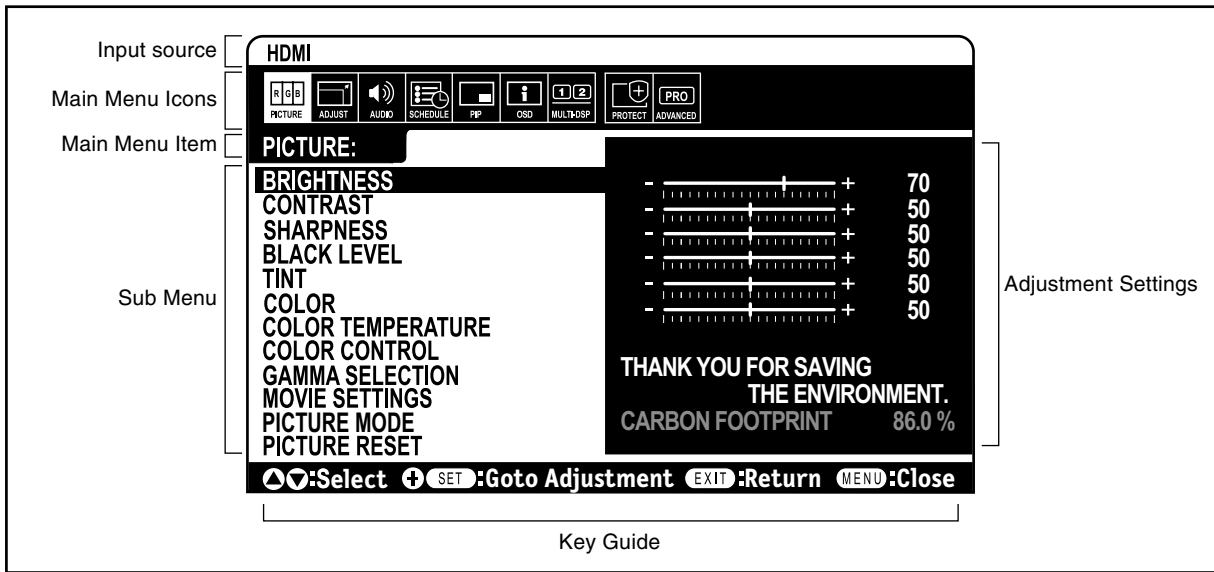 Input source
HDMI
Main Menu Icons
R G B
PICTURE
ADJUST
AUDIO
SCHEDULE
PIP
i
OSD
1 2
MULTI-DSP
PROTECT
PRO
ADVANCED
Main Menu Item
PICTURE:
Sub Menu
BRIGHTNESS - + 70
CONTRAST - + 50
SHARPNESS - + 50
BLACK LEVEL - + 50
TINT - + 50
COLOR - + 50
COLOR TEMPERATURE
COLOR CONTROL
GAMMA SELECTION
MOVIE SETTINGS
PICTURE MODE
PICTURE RESET
THANK YOU FOR SAVING
THE ENVIRONMENT.
CARBON FOOTPRINT 86.0 %
Adjustment Settings
:Select + SET :Goto Adjustment EXIT :Return MENU :Close
Key Guide